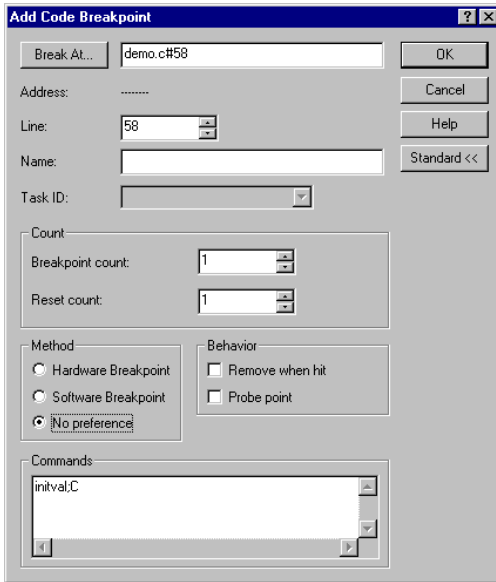 Add Code Breakpoint
Break At... demo.c#58 OK
Address: -------- Cancel
Line: 58 Help
Name: Standard <<
Task ID:
Count
Breakpoint count: 1
Reset count: 1
Method Behavior
Hardware Breakpoint Remove when hit
Software Breakpoint Probe point
No preference
Commands
initval;C